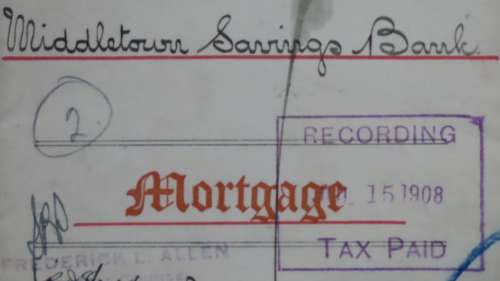 Middletown Savings Bank.
2
RECORDING
Mortgage
15 1908
TAX PAID
FREDERICK L. ALLEN